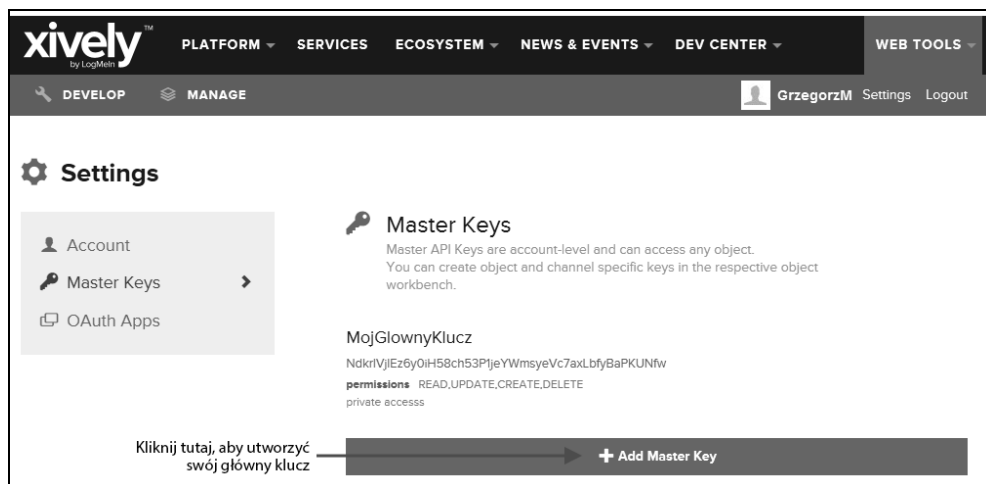 xively™ PLATFORM SERVICES ECOSYSTEM NEWS & EVENTS DEV CENTER WEB TOOLS
by LogMeIn
DEVELOP MANAGE GrzegorzM Settings Logout
Settings
Account
Master Keys
OAuth Apps
Master Keys
Master API Keys are account-level and can access any object.
You can create object and channel specific keys in the respective object
workbench.
MojGlownyKlucz
NdkrlVjlEz6y0iH58ch53P1jeYWmsyeVc7axLbfyBaPKUNfw
permissions READ,UPDATE,CREATE,DELETE
private accesss
Kliknij tutaj, aby utworzyć
swój główny klucz
+ Add Master Key